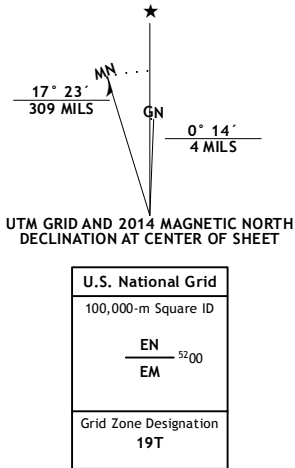 ★
MN
17° 23´
309 MILS
GN
0° 14´
4 MILS
UTM GRID AND 2014 MAGNETIC NORTH
DECLINATION AT CENTER OF SHEET
U.S. National Grid
100,000-m Square ID
EN
5200
EM
Grid Zone Designation
19T